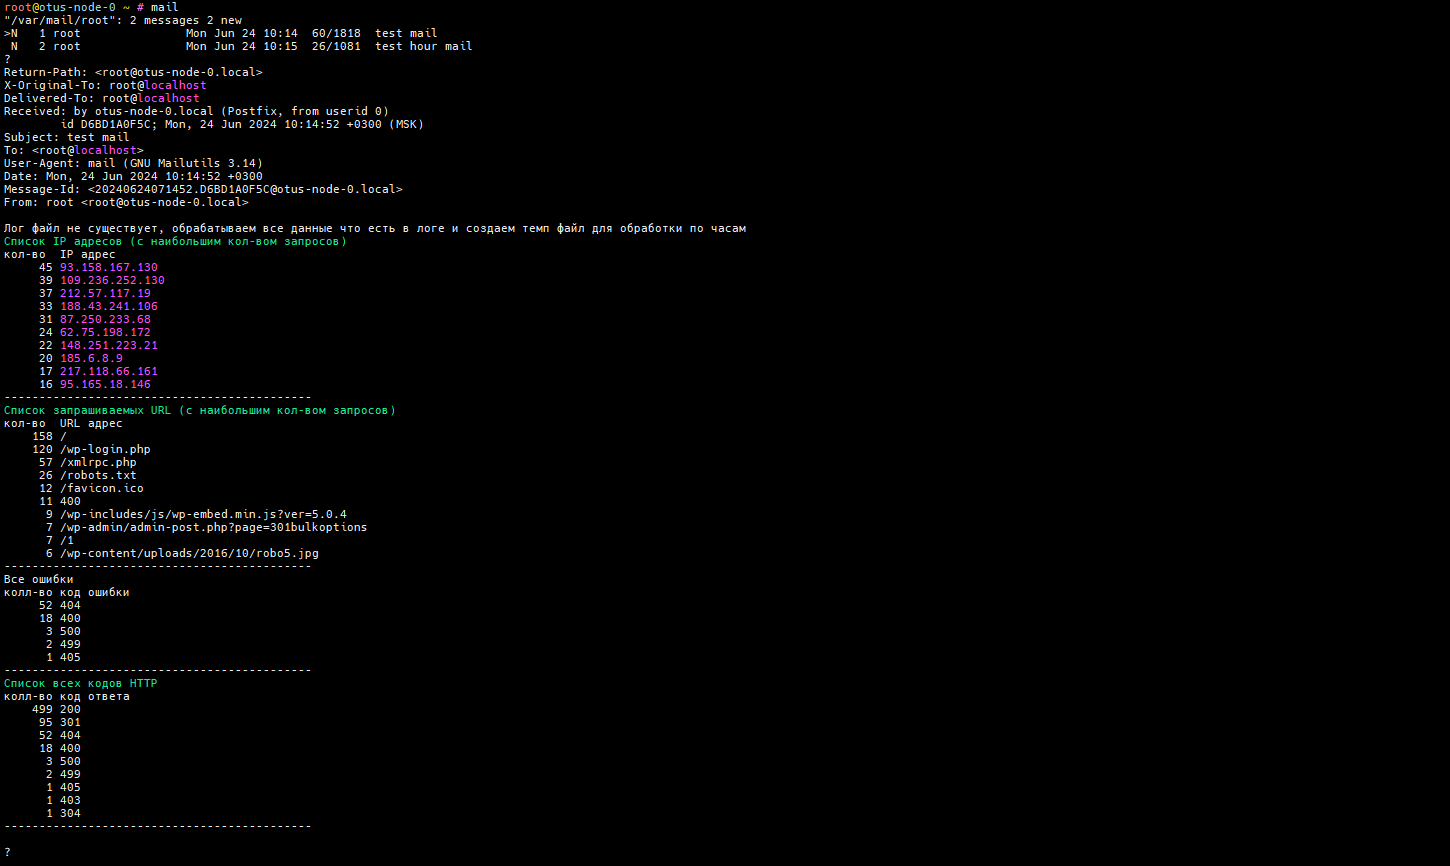 root@otus-node-0 ~ # mail
"/var/mail/root": 2 messages 2 new
>N   1 root               Mon Jun 24 10:14  60/1818  test mail
 N   2 root               Mon Jun 24 10:15  26/1081  test hour mail
?
Return-Path: <root@otus-node-0.local>
X-Original-To: root@localhost
Delivered-To: root@localhost
Received: by otus-node-0.local (Postfix, from userid 0)
        id D6BD1A0F5C; Mon, 24 Jun 2024 10:14:52 +0300 (MSK)
Subject: test mail
To: <root@localhost>
User-Agent: mail (GNU Mailutils 3.14)
Date: Mon, 24 Jun 2024 10:14:52 +0300
Message-Id: <20240624071452.D6BD1A0F5C@otus-node-0.local>
From: root <root@otus-node-0.local>

Лог файл не существует, обрабатываем все данные что есть в логе и создаем темп файл для обработки по часам
Список IP адресов (с наибольшим кол-вом запросов)
кол-во  IP адрес
     45 93.158.167.130
     39 109.236.252.130
     37 212.57.117.19
     33 188.43.241.106
     31 87.250.233.68
     24 62.75.198.172
     22 148.251.223.21
     20 185.6.8.9
     17 217.118.66.161
     16 95.165.18.146
--------------------------------------------
Список запрашиваемых URL (с наибольшим кол-вом запросов)
кол-во  URL адрес
    158 /
    120 /wp-login.php
     57 /xmlrpc.php
     26 /robots.txt
     12 /favicon.ico
     11 400
      9 /wp-includes/js/wp-embed.min.js?ver=5.0.4
      7 /wp-admin/admin-post.php?page=301bulkoptions
      7 /1
      6 /wp-content/uploads/2016/10/robo5.jpg
--------------------------------------------
Все ошибки
колл-во код ошибки
     52 404
     18 400
      3 500
      2 499
      1 405
--------------------------------------------
Список всех кодов HTTP
колл-во код ответа
    499 200
     95 301
     52 404
     18 400
      3 500
      2 499
      1 405
      1 403
      1 304
--------------------------------------------

?